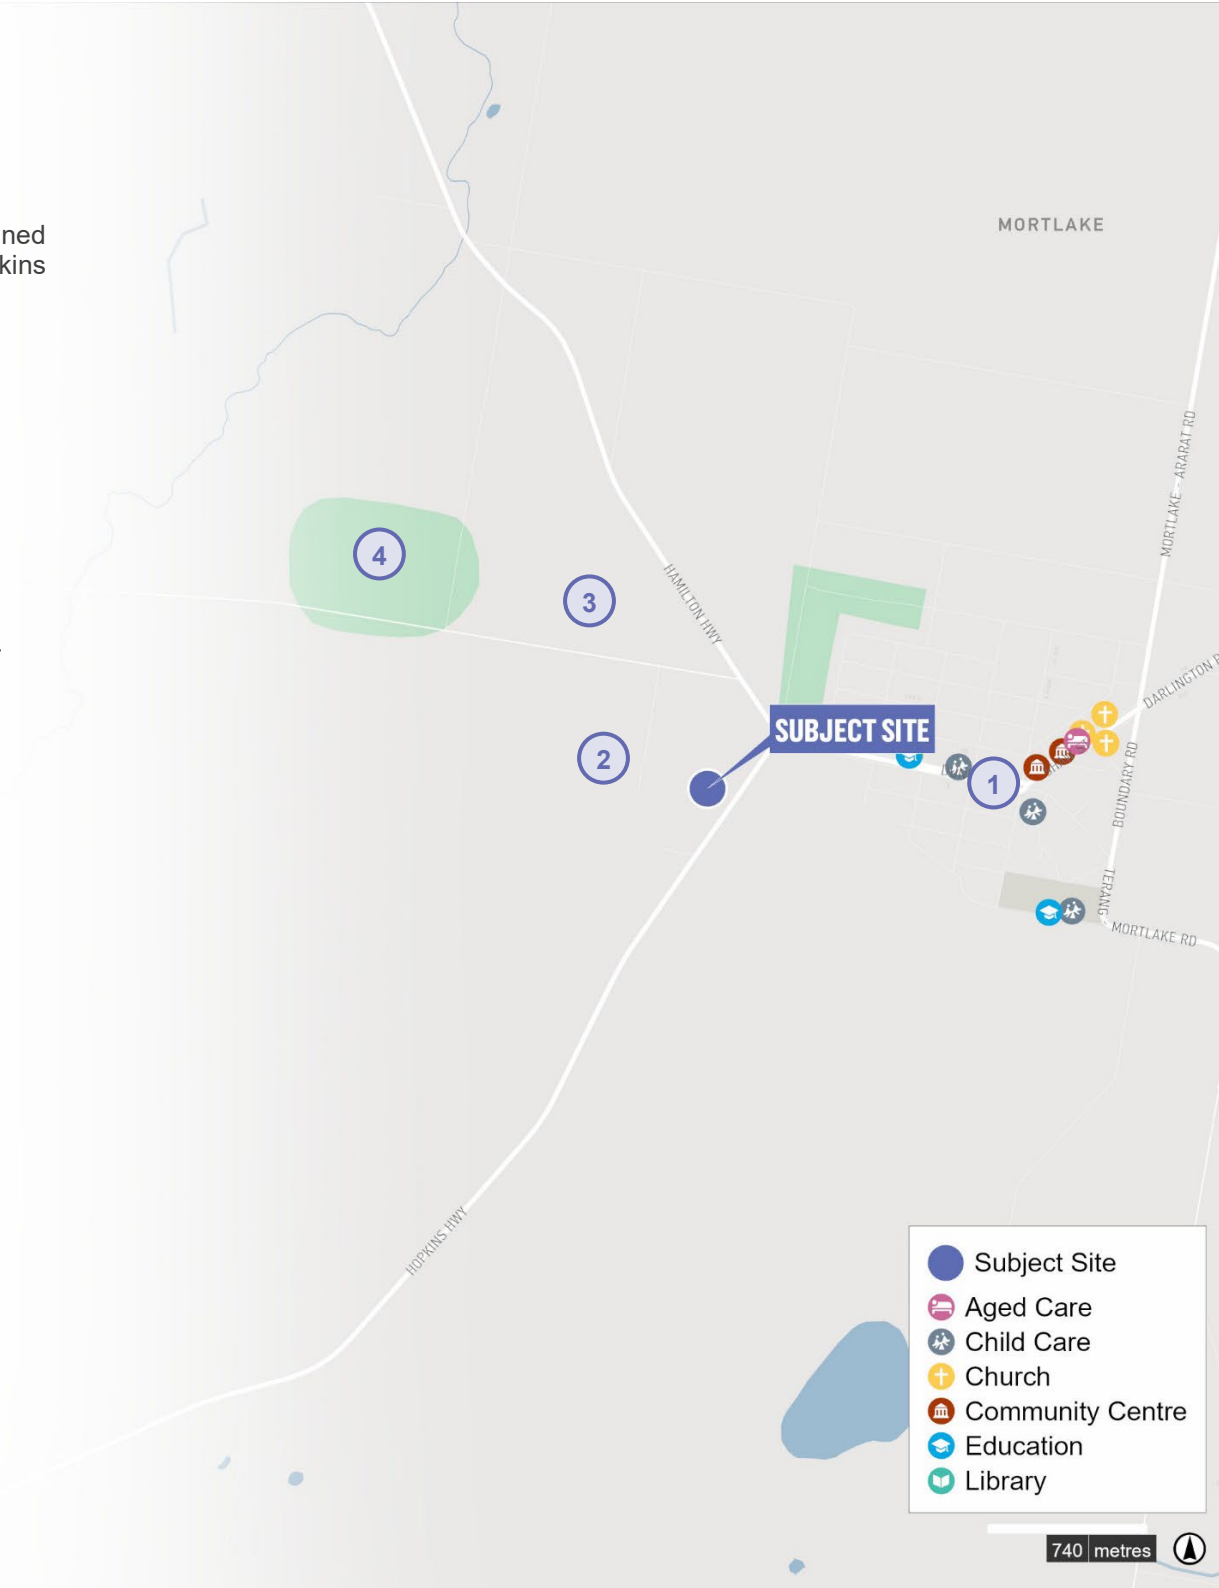 ned
kins
MORTLAKE
MORTLAKE - ARARAT RD
4
3
HAMILTON HWY
DARLINGTON
SUBJECT SITE
2
1
BOUNDARY RD
TERANG
MORTLAKE RD
HOPKINS HWY
Subject Site
Aged Care
Child Care
Church
Community Centre
Education
Library
740 metres